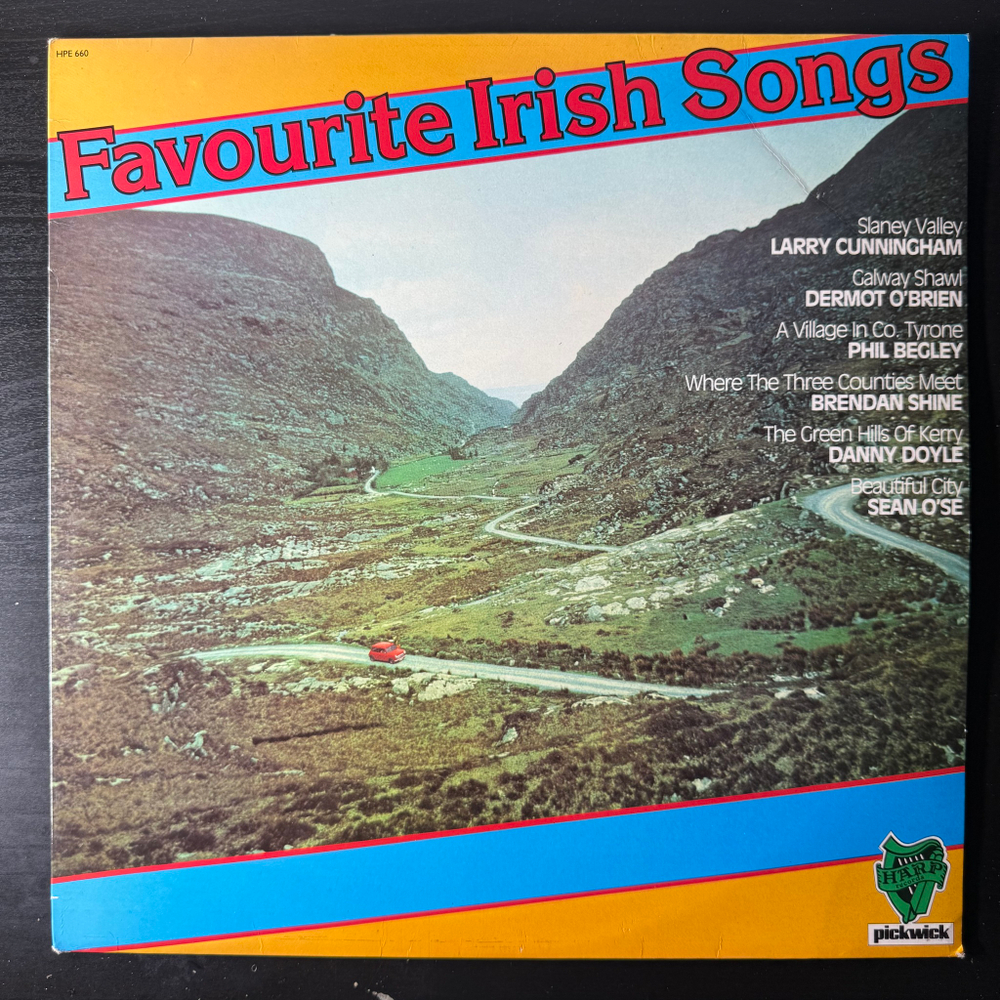 HPE 660
Favourite Irish Songs
Slaney Valley
LARRY CUNNINGHAM
Galway Shawl
DERMOT O'BRIEN
A Village In Co. Tyrone
PHIL BEGLEY
Where The Three Counties Meet
BRENDAN SHINE
The Green Hills Of Kerry
DANNY DOYLE
Beautiful City
SEAN O'SE
HARP
records
pickwick